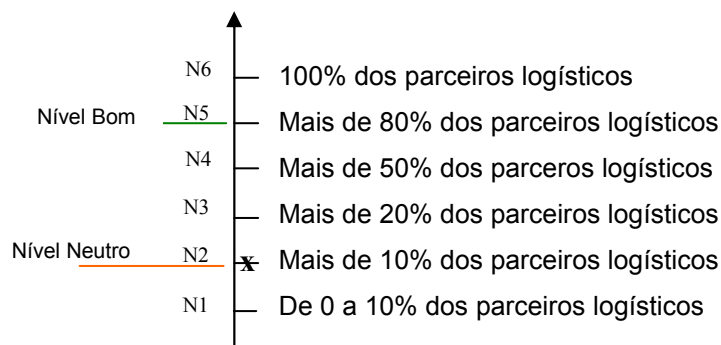 N6 100% dos parceiros logísticos
Nível Bom N5 Mais de 80% dos parceiros logísticos
N4 Mais de 50% dos parceros logísticos
N3 Mais de 20% dos parceiros logísticos
Nível Neutro N2 x Mais de 10% dos parceiros logísticos
N1 De 0 a 10% dos parceiros logísticos